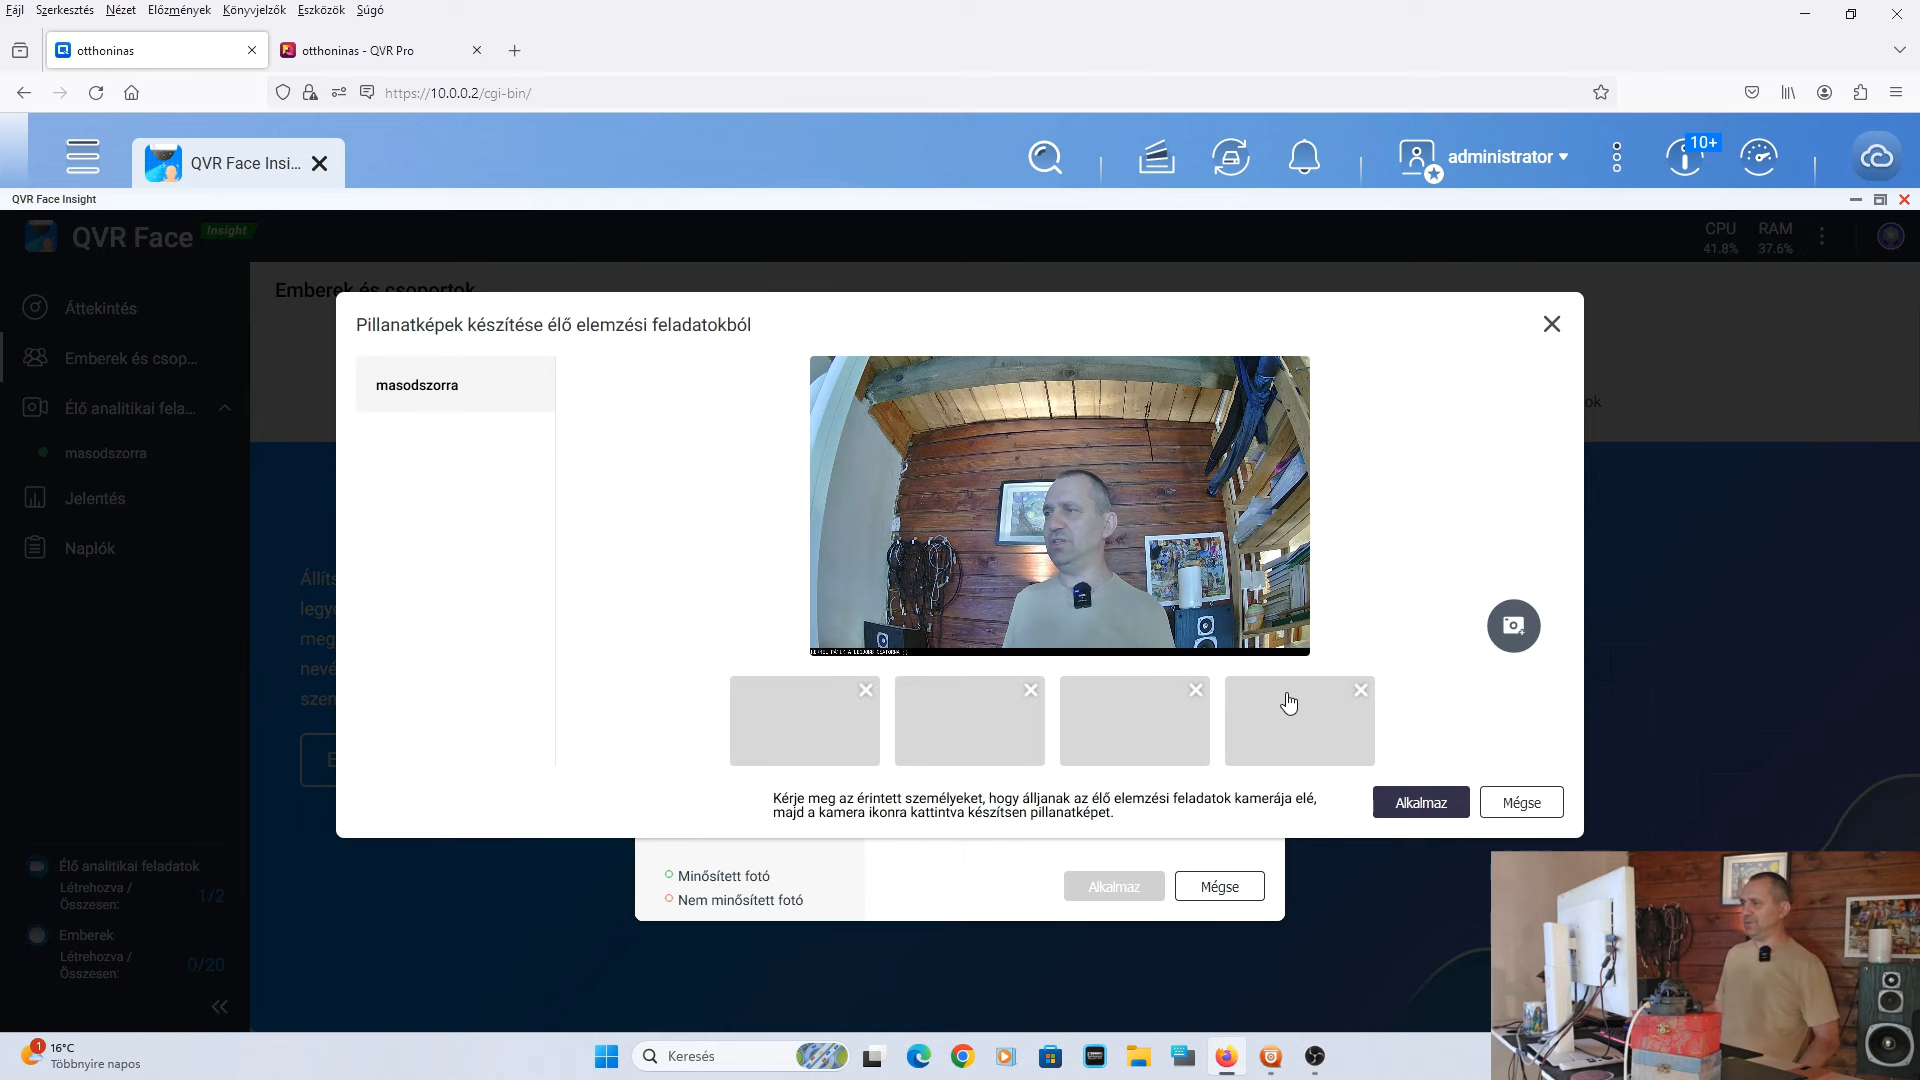 Fájl Szerkesztés Nézet Előzmények Könyvjelzők Eszközök Súgó
otthoninas
otthoninas - QVR Pro
https://10.0.0.2/cgi-bin/
QVR Face Insi...
administrator
10+
QVR Face Insight
QVR Face Insight
CPU
41.8%
RAM
37.6%
Áttekintés
Emberek és csop...
Élő analitikai fela...
masodszorra
Jelentés
Naplók
Élő analitikai feladatok
Létrehozva /
Összesen:
1/2
Emberek
Létrehozva /
Összesen:
0/20
Emberek és csoportok
Pillanatképek készítése élő elemzési feladatokból
masodszorra
Kérje meg az érintett személyeket, hogy álljanak az élő elemzési feladatok kamerája elé,
majd a kamera ikonra kattintva készítsen pillanatképet.
Alkalmaz
Mégse
Minősített fotó
Nem minősített fotó
Alkalmaz
Mégse
1
16°C
Többnyire napos
Keresés